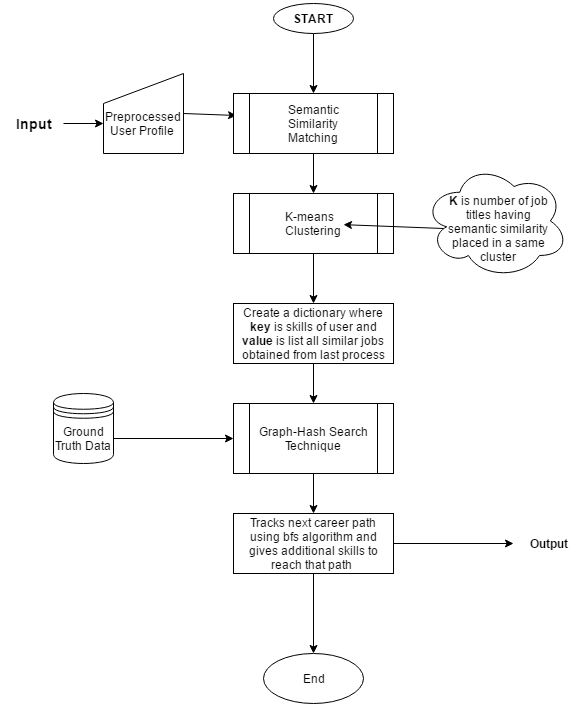 START
Input
Preprocessed
User Profile
Semantic
Similarity
Matching
K-means
Clustering
K is number of job
titles having
semantic similarity
placed in a same
cluster
Create a dictionary where
key is skills of user and
value is list all similar jobs
obtained from last process
Ground
Truth Data
Graph-Hash Search
Technique
Tracks next career path
using bfs algorithm and
gives additional skills to
reach that path
Output
End